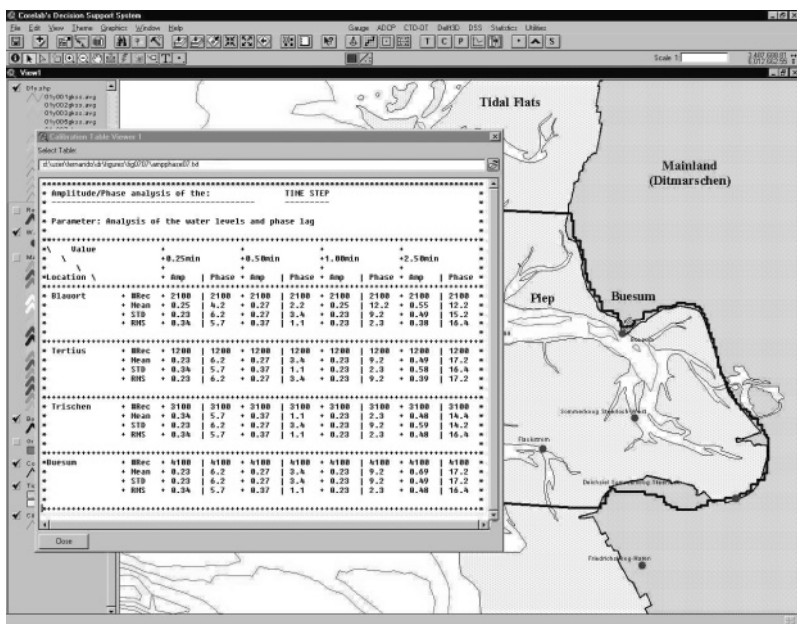 Corelab's Decision Support System
File Edit View Theme Graphics Window Help Gauge ADCP CTD-DT Delft3D DSS Statistics Utilities
T C P S
Scale 1:
View1
01e.shp
Tidal Flats
Mainland
(Ditmarschen)
Piep
Buesum
Calibration Table Viewer 1
Select Table:
* Amplitude/Phase analysis of the: TIME STEP
* Parameter: Analysis of the water levels and phase lag
*\ Value
\ +0.25min +0.50min +1.00min +2.50min
*Location \ + Amp | Phase + Amp | Phase + Amp | Phase + Amp | Phase
* Blauort + NRec + 2100 | 2100 + 2100 | 2100 + 2100 | 2100 + 2100 | 2100
* + Mean + 0.25 | 4.2 + 0.27 | 2.2 + 0.25 | 12.2 + 0.55 | 12.2
* + STD + 0.23 | 6.2 + 0.27 | 3.4 + 0.23 | 9.2 + 0.49 | 15.2
* + RMS + 0.34 | 5.7 + 0.37 | 1.1 + 0.23 | 2.3 + 0.38 | 16.4
* Tertius + NRec + 1200 | 1200 + 1200 | 1200 + 1200 | 1200 + 1200 | 1200
* + Mean + 0.23 | 6.2 + 0.27 | 3.4 + 0.23 | 9.2 + 0.49 | 17.2
* + STD + 0.34 | 5.7 + 0.37 | 1.1 + 0.23 | 2.3 + 0.58 | 16.4
* + RMS + 0.23 | 6.2 + 0.27 | 3.4 + 0.23 | 9.2 + 0.39 | 17.2
* Trischen + NRec + 3100 | 3100 + 3100 | 3100 + 3100 | 3100 + 3100 | 3100
* + Mean + 0.34 | 5.7 + 0.37 | 1.1 + 0.23 | 2.3 + 0.48 | 14.4
* + STD + 0.23 | 6.2 + 0.27 | 3.4 + 0.23 | 9.2 + 0.59 | 14.2
* + RMS + 0.34 | 5.7 + 0.37 | 1.1 + 0.23 | 2.3 + 0.48 | 16.4
*Buesum + NRec + 4100 | 4100 + 4100 | 4100 + 4100 | 4100 + 4100 | 4100
* + Mean + 0.23 | 6.2 + 0.27 | 3.4 + 0.23 | 9.2 + 0.69 | 17.2
* + STD + 0.23 | 6.2 + 0.27 | 3.4 + 0.23 | 9.2 + 0.49 | 17.2
* + RMS + 0.34 | 5.7 + 0.37 | 1.1 + 0.23 | 2.3 + 0.48 | 16.4
Close